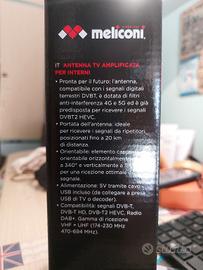 meliconi
IT ANTENNA TV AMPLIFICATA
PER INTERNI
• Pronta per il futuro: l'antenna,
compatibile con i segnali digitali
terrestri DVBT, è dotata di filtri
anti-interferenza 4G e 5G ed è già
predisposta per ricevere i segnali
DVBT2 HEVC.
• Portata dell'antenna: ideale
per ricevere i segnali da ripetitori
posizionati fino a 20 km
di distanza.
• Orientamento: elemento
orientabile orizzontalmente
a 340° e verticalmente a
per una ricezione ottimale
segnale.
• Alimentazione: 5V tramite cavo
USB incluso (da collegare a presa
USB di TV o decoder).
• Compatibilità: segnali DVB-T,
DVB-T HD, DVB-T2 HEVC, Radio
DAB+. Gamma di ricezione
VHF - UHF (174-230 MHz
470-694 MHz).
subito